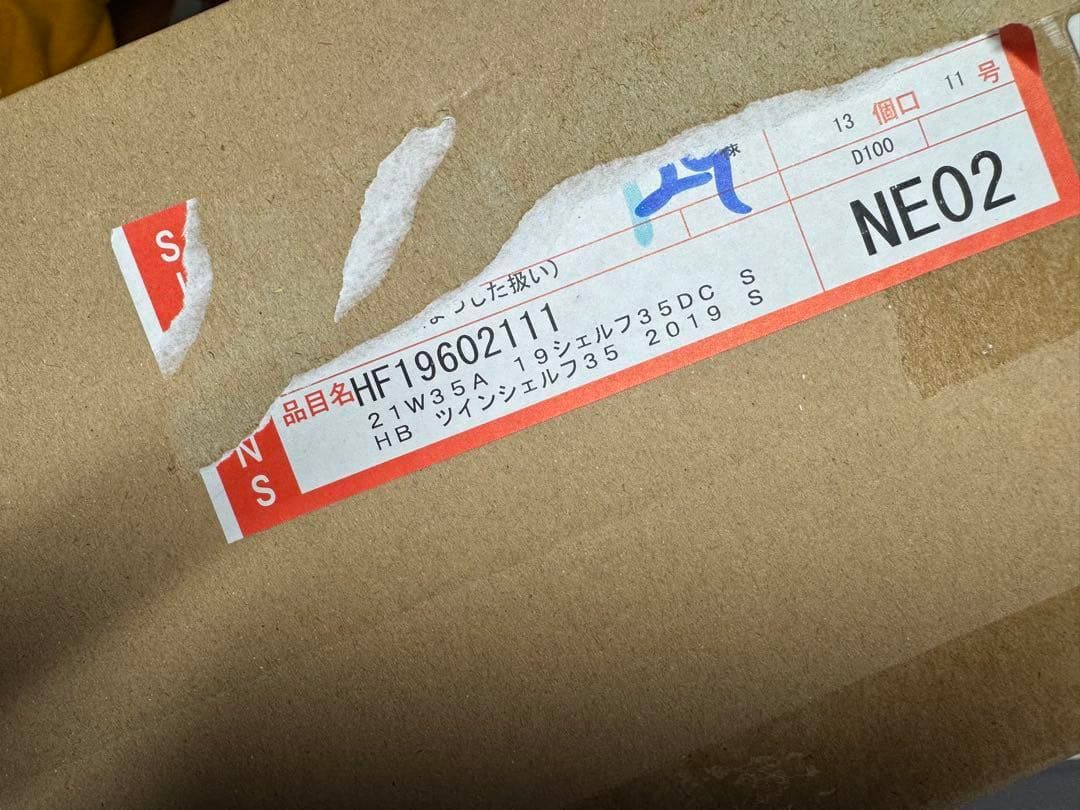 S
13 個口 11 号
D100
NE02
した扱い)
品目名HF19602111
21W35A 19シェルフ35DC S
HB ツインシェルフ35 2019 S
N
S